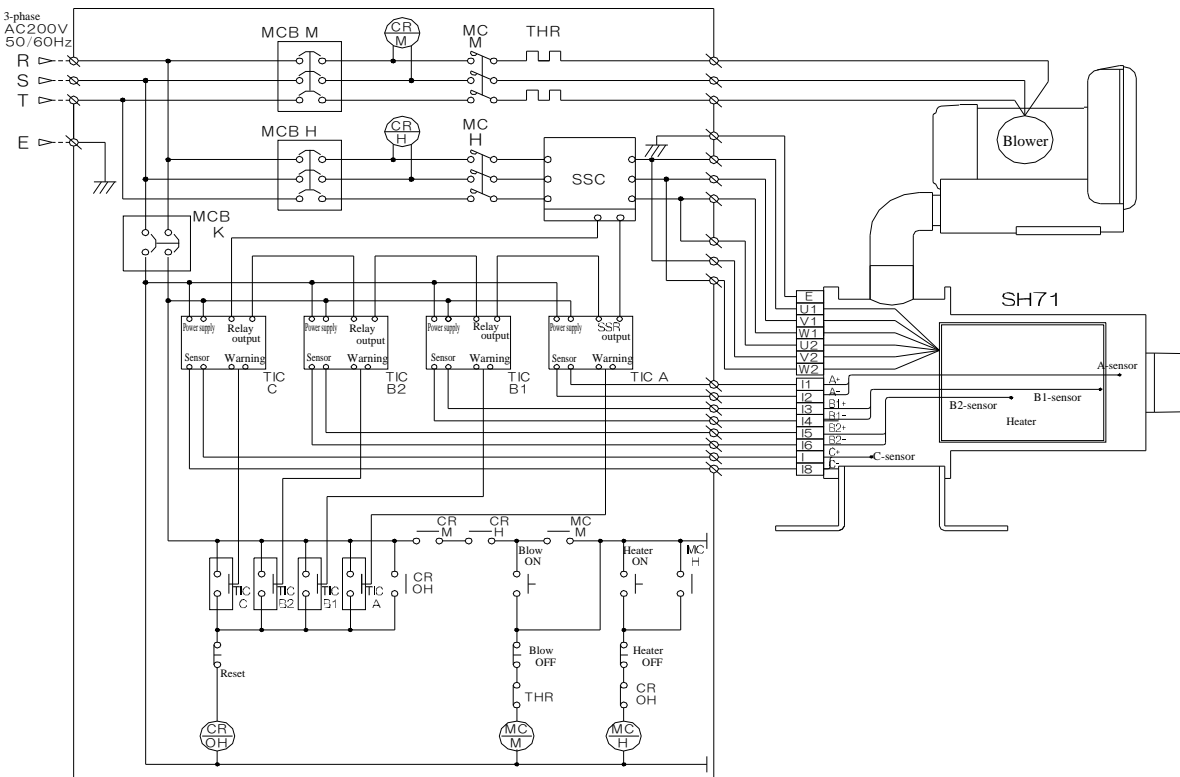 3-phase
AC200V
50/60Hz
R
S
T
E
MCB M
CR
M
MC
M
THR
MCB H
CR
H
MC
H
SSC
Blower
MCB
K
SH71
Power supply
Relay
output
Sensor
Warning
TIC
C
Power supply
Relay
output
Sensor
Warning
TIC
B2
Power supply
Relay
output
Sensor
Warning
TIC
B1
Power supply
SSR
output
Sensor
Warning
TIC A
E
U1
V1
W1
U2
V2
W2
I1 A+
I2 A-
I3 B1+
I4 B1-
I5 B2+
I6 B2-
I C+
I8 C-
A-sensor
B1-sensor
B2-sensor
Heater
C-sensor
CR
M
CR
H
MC
M
Blow
ON
Heater
ON
MC
H
TIC
C
TIC
B2
TIC
B1
TIC
A
CR
OH
Reset
Blow
OFF
Heater
OFF
THR
CR
OH
CR
OH
MC
M
MC
H